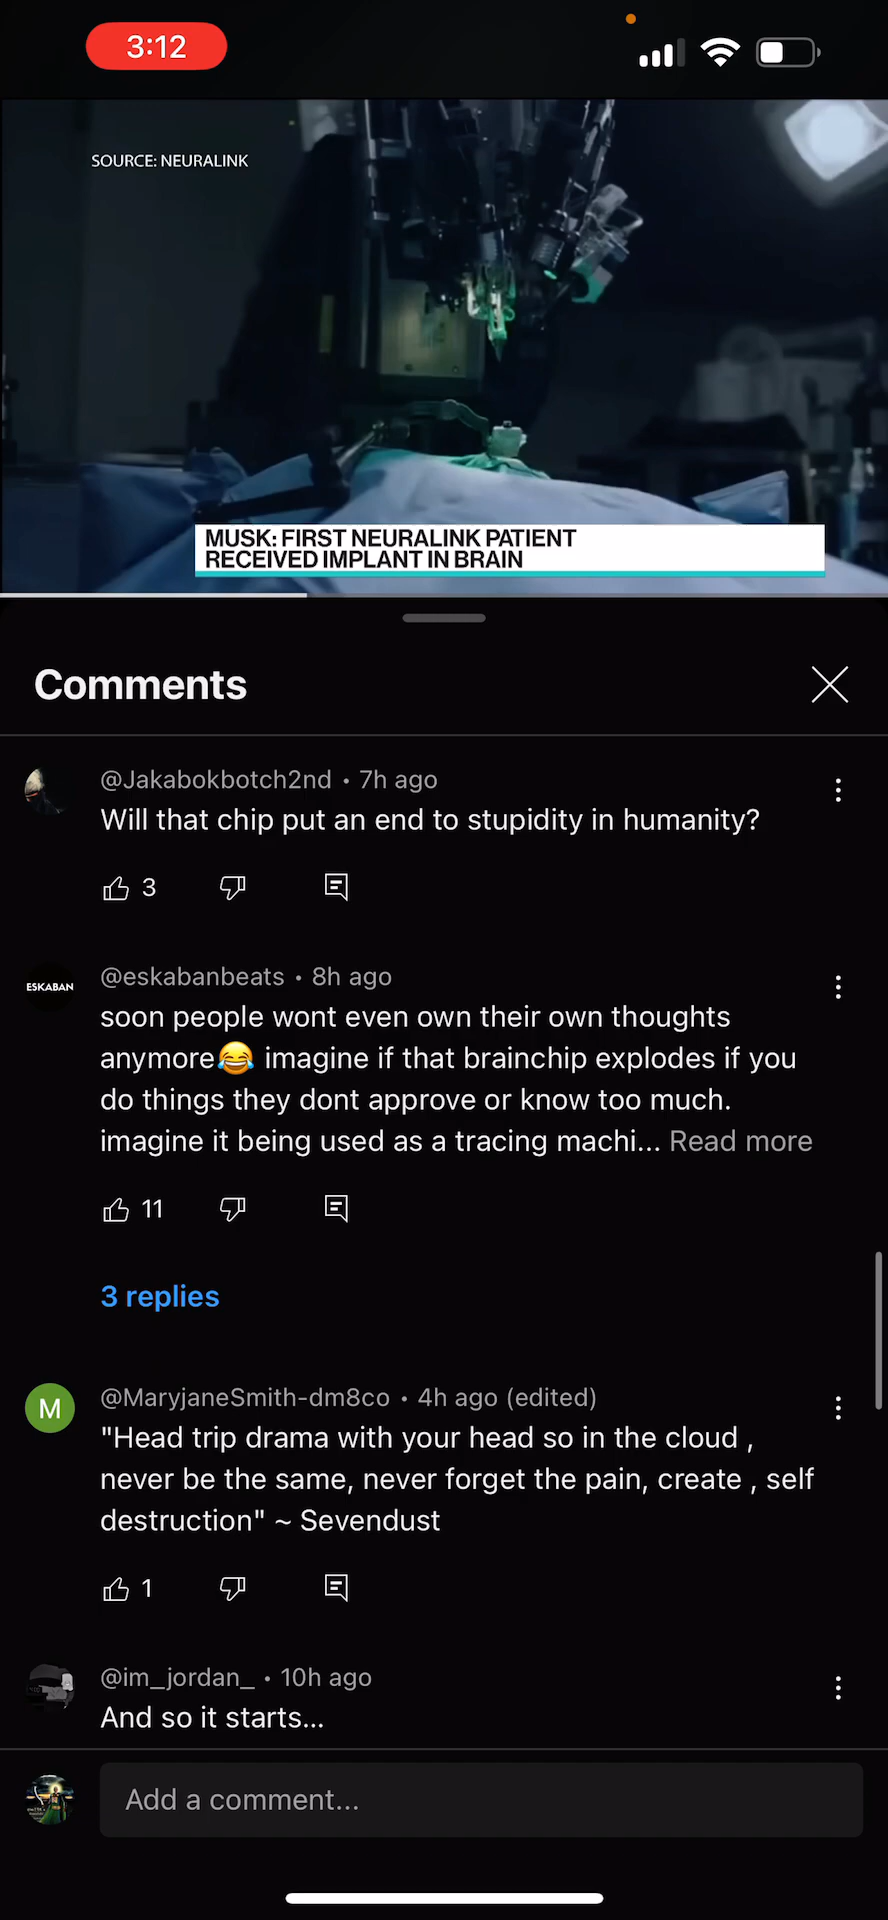 3:12
SOURCE: NEURALINK
MUSK: FIRST NEURALINK PATIENT
RECEIVED IMPLANT IN BRAIN
Comments
@Jakabokbotch2nd • 7h ago
Will that chip put an end to stupidity in humanity?
3
ESKABAN
@eskabanbeats • 8h ago
soon people wont even own their own thoughts
anymore😂 imagine if that brainchip explodes if you
do things they dont approve or know too much.
imagine it being used as a tracing machi... Read more
11
3 replies
M
@MaryjaneSmith-dm8co • 4h ago (edited)
"Head trip drama with your head so in the cloud ,
never be the same, never forget the pain, create , self
destruction" ~ Sevendust
1
@im_jordan_ • 10h ago
And so it starts...
Add a comment...